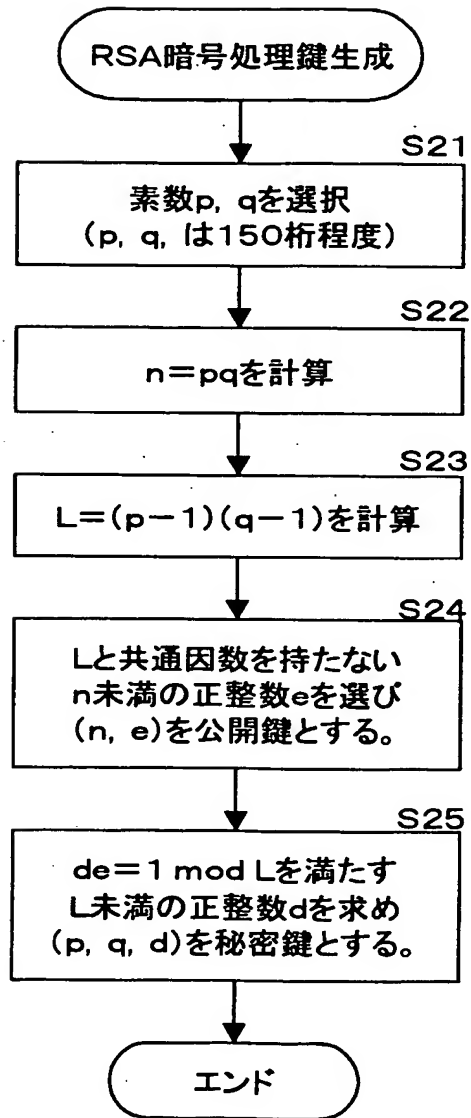 RSA暗号処理鍵生成
S21
素数p, qを選択
(p, q, は150桁程度)
S22
n=pqを計算
S23
L=(p-1)(q-1)を計算
S24
Lと共通因数を持たない
n未満の正整数eを選び
(n, e)を公開鍵とする。
S25
de=1 mod Lを満たす
L未満の正整数dを求め
(p, q, d)を秘密鍵とする。
エンド